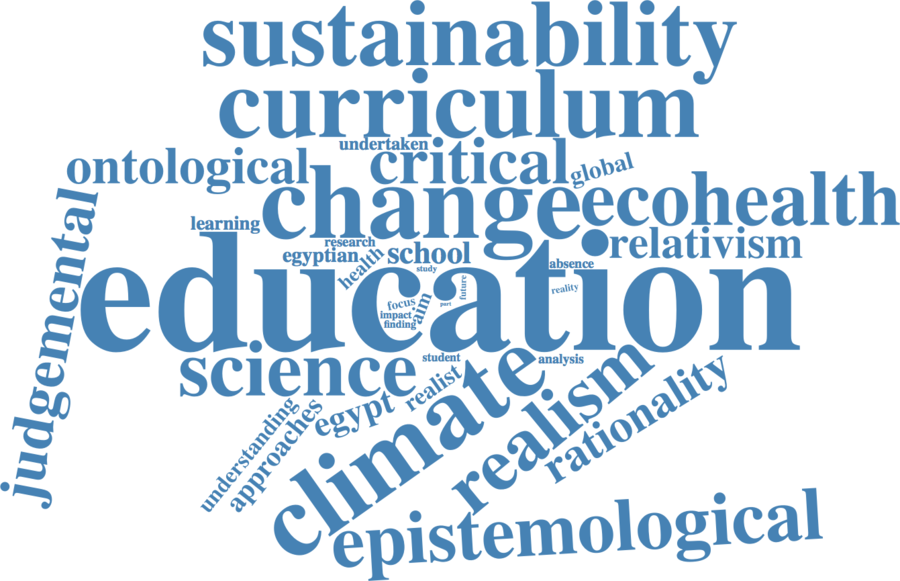 sustainability
curriculum
undertaken
critical
ontological
global
change
ecohealth
judgemental
learning
research
egyptian
school
relativism
health
study
absence
education
future
reality
focus
aim
part
impact
finding
science
student
analysis
climate
realist
realism
egypt
rationality
understanding
approaches
epistemological